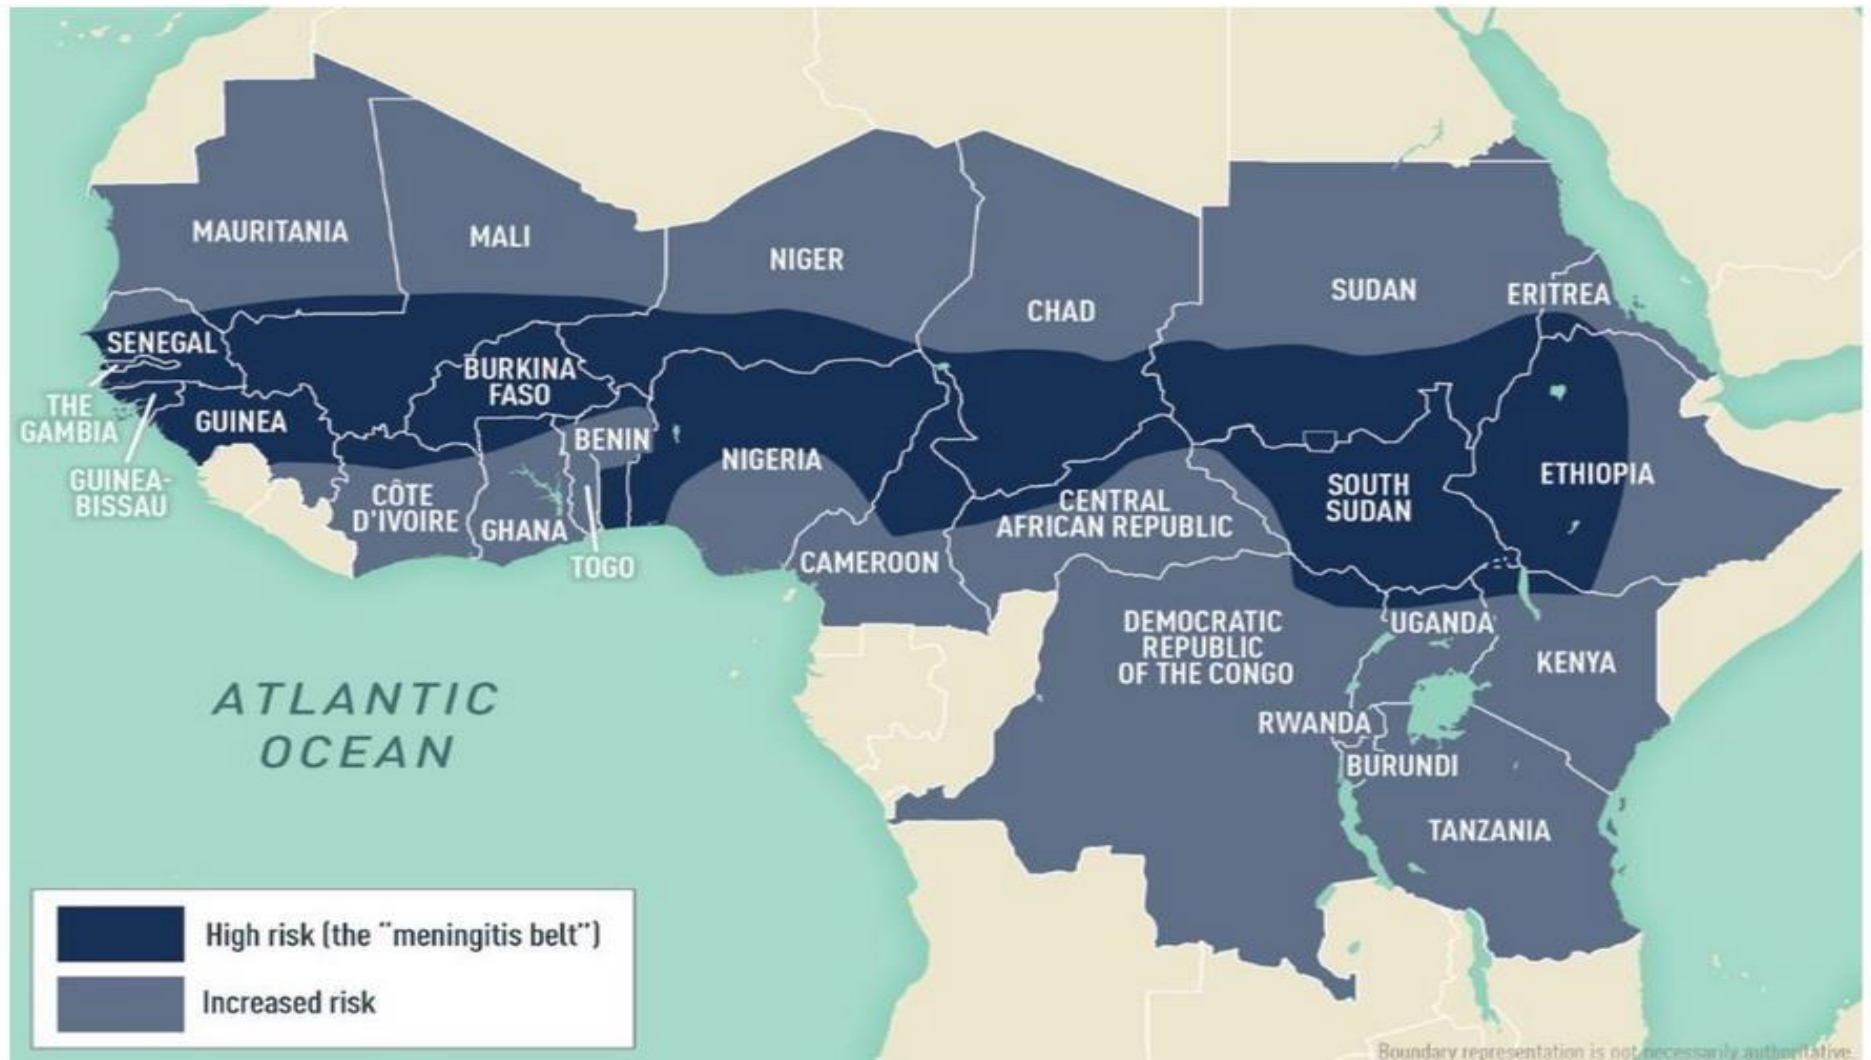 MAURITANIA
MALI
NIGER
CHAD
SUDAN
ERITREA
SENEGAL
THE
GAMBIA
GUINEA-
BISSAU
GUINEA
BURKINA
FASO
BENIN
NIGERIA
CÔTE
D'IVOIRE
GHANA
TOGO
CAMEROON
CENTRAL
AFRICAN REPUBLIC
SOUTH
SUDAN
ETHIOPIA
DEMOCRATIC
REPUBLIC
OF THE CONGO
UGANDA
KENYA
RWANDA
BURUNDI
TANZANIA
ATLANTIC
OCEAN
High risk (the "meningitis belt")
Increased risk
Boundary representation is not necessarily authoritative.